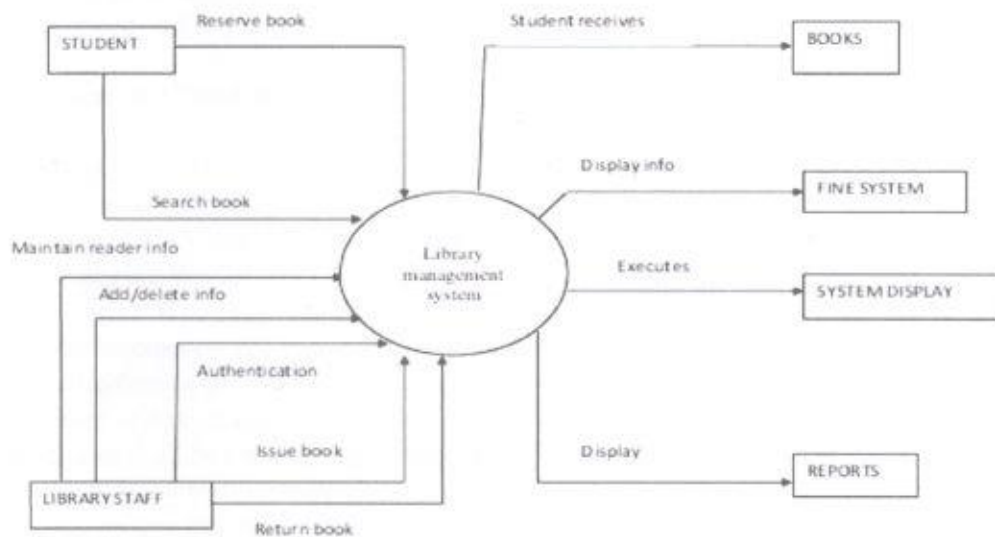 Reserve book
Student receives
STUDENT
BOOKS
Display info
FINE SYSTEM
Search book
Maintain reader info
Library
management
system
Executes
Add/delete info
SYSTEM DISPLAY
Authentication
Issue book
Display
REPORTS
LIBRARY STAFF
Return book